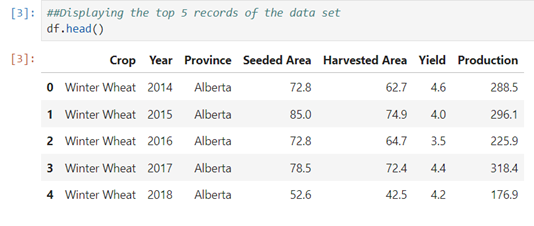 [3]: ##Displaying the top 5 records of the data set
df.head()
[3]: Crop Year Province Seeded Area Harvested Area Yield Production
0 Winter Wheat 2014 Alberta 72.8 62.7 4.6 288.5
1 Winter Wheat 2015 Alberta 85.0 74.9 4.0 296.1
2 Winter Wheat 2016 Alberta 72.8 64.7 3.5 225.9
3 Winter Wheat 2017 Alberta 78.5 72.4 4.4 318.4
4 Winter Wheat 2018 Alberta 52.6 42.5 4.2 176.9